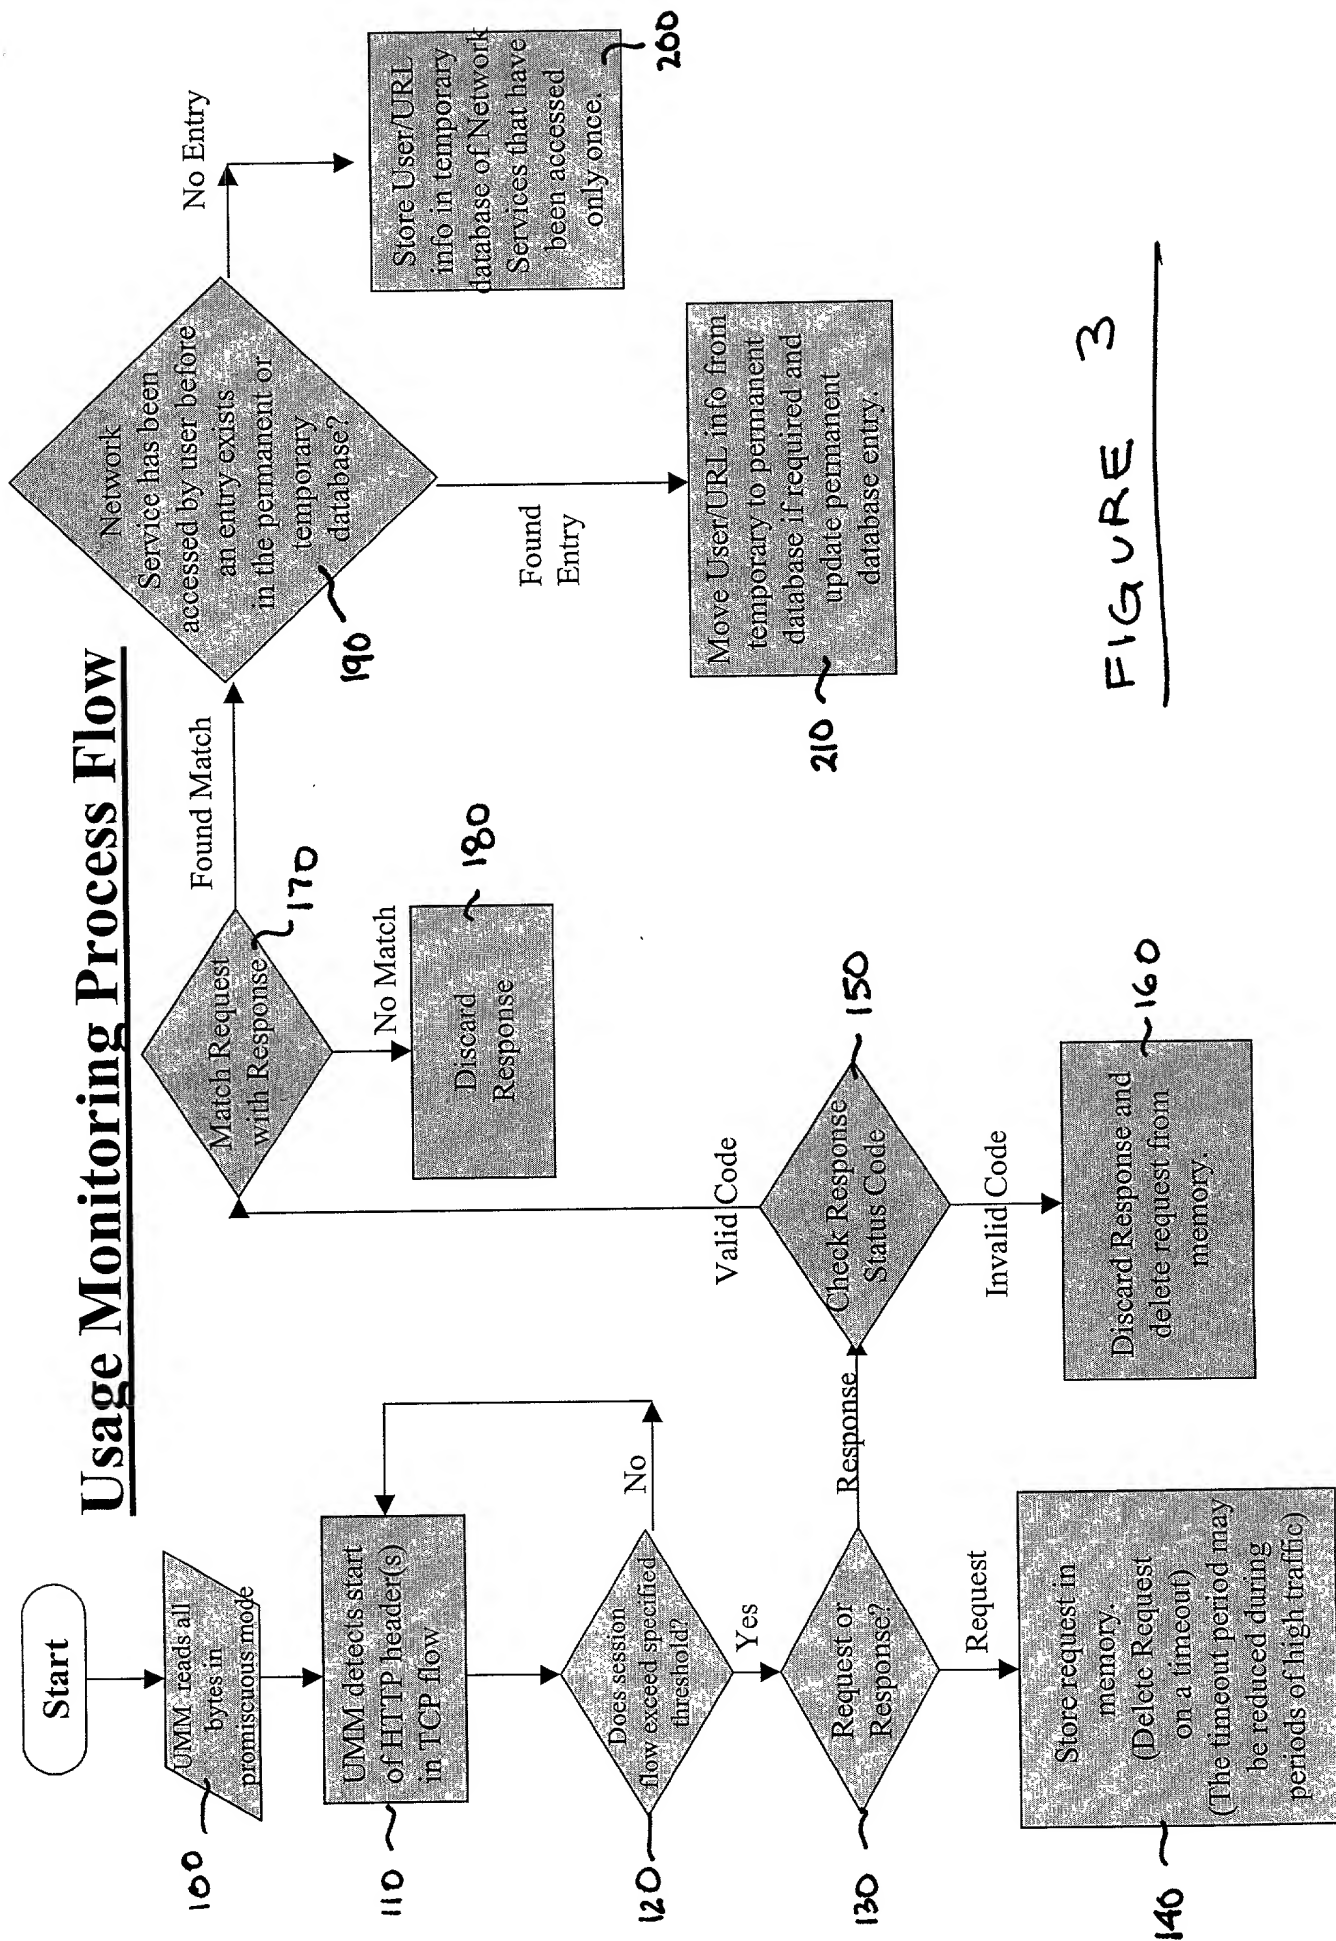 Usage Monitoring Process Flow
Start
UMM reads all
bytes in
promiscuous mode
100
UMM detects start
of HTTP header(s)
in TCP flow
110
Does session
flow exceed specified
threshold?
120
No
Yes
Request or
Response?
130
Response
Request
Store request in
memory.
(Delete Request
on a timeout)
(The timeout period may
be reduced during
periods of high traffic)
140
Check Response
Status Code
150
Valid Code
Invalid Code
Discard Response and
delete request from
memory.
160
Match Request
with Response
170
No Match
Discard
Response
180
Found Match
Network
Service has been
accessed by user before
an entry exists
in the permanent or
temporary
database?
190
No Entry
Store User/URL
info in temporary
database of Network
Services that have
been accessed
only once.
200
Found
Entry
Move User/URL info from
temporary to permanent
database if required and
update permanent
database entry.
210
FIGURE 3